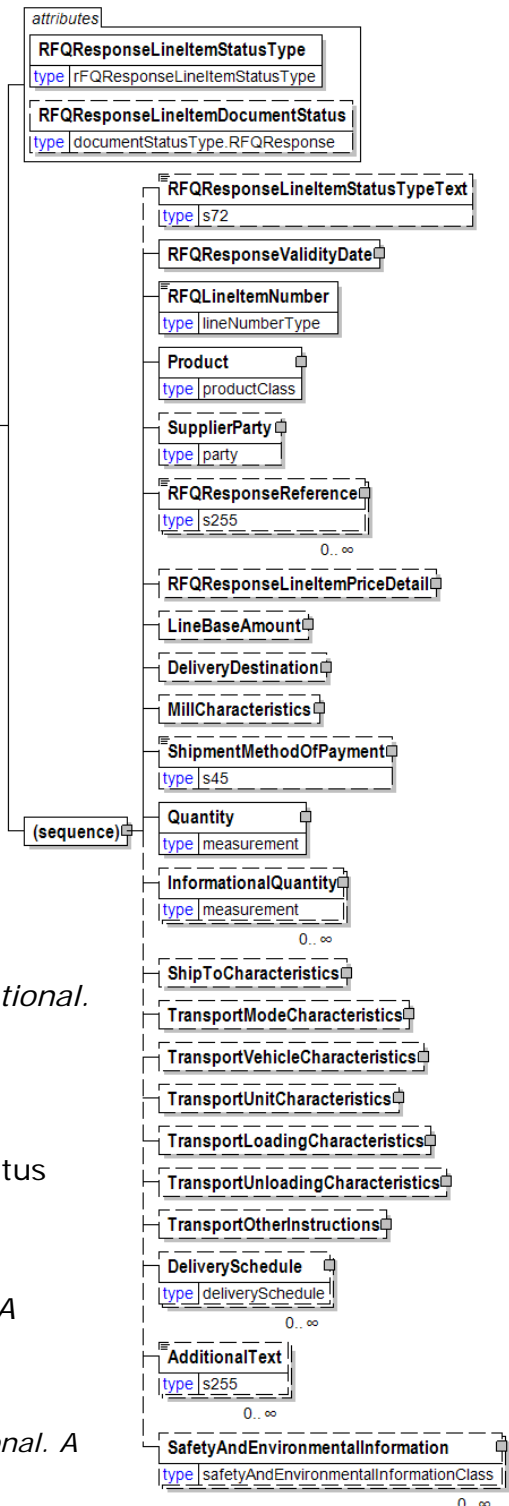 attributes
RFQResponseLineItemStatusType
type rFQResponseLineItemStatusType
RFQResponseLineItemDocumentStatus
type documentStatusType.RFQResponse
RFQResponseLineItemStatusTypeText
type s72
RFQResponseValidityDate
RFQLineItemNumber
type lineNumberType
Product
type productClass
SupplierParty
type party
RFQResponseReference
type s255
0.. ∞
RFQResponseLineItemPriceDetail
LineBaseAmount
DeliveryDestination
MillCharacteristics
ShipmentMethodOfPayment
type s45
(sequence)
Quantity
type measurement
InformationalQuantity
type measurement
0.. ∞
tional.
ShipToCharacteristics
TransportModeCharacteristics
TransportVehicleCharacteristics
TransportUnitCharacteristics
TransportLoadingCharacteristics
tus
TransportUnloadingCharacteristics
TransportOtherInstructions
DeliverySchedule
type deliverySchedule
A
0.. ∞
AdditionalText
type s255
0.. ∞
nal. A
SafetyAndEnvironmentalInformation
type safetyAndEnvironmentalInformationClass
0.. ∞